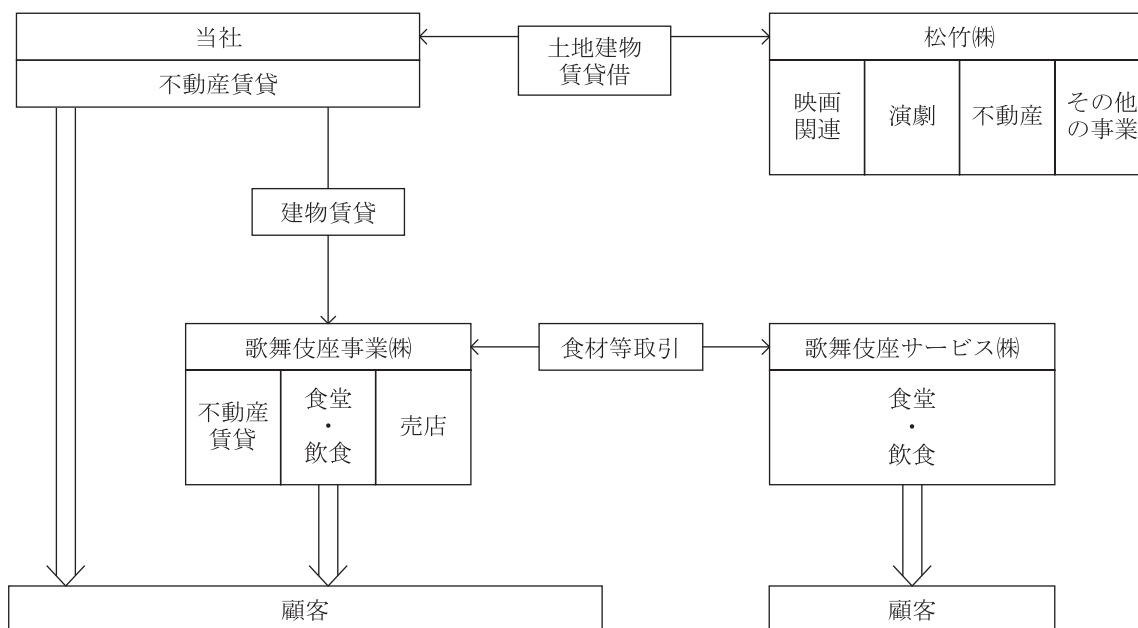 当社
不動産賃貸
土地建物
賃貸借
松竹㈱
映画
関連
演劇
不動産
その他
の事業
建物賃貸
歌舞伎座事業㈱
不動産
賃貸
食堂
・
飲食
売店
食材等取引
歌舞伎座サービス㈱
食堂
・
飲食
顧客
顧客